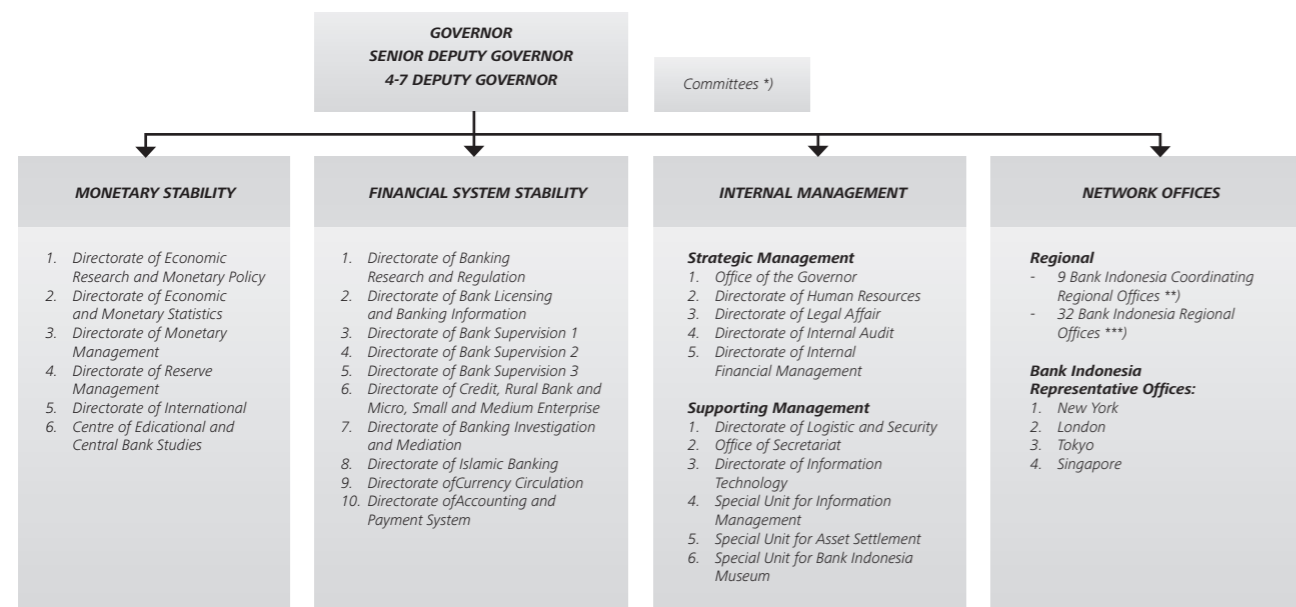 GOVERNOR
SENIOR DEPUTY GOVERNOR
4-7 DEPUTY GOVERNOR
Committees *)
MONETARY STABILITY
1. Directorate of Economic
Research and Monetary Policy
2. Directorate of Economic
and Monetary Statistics
3. Directorate of Monetary
Management
4. Directorate of Reserve
Management
5. Directorate of International
6. Centre of Edicational and
Central Bank Studies
FINANCIAL SYSTEM STABILITY
1. Directorate of Banking
Research and Regulation
2. Directorate of Bank Licensing
and Banking Information
3. Directorate of Bank Supervision 1
4. Directorate of Bank Supervision 2
5. Directorate of Bank Supervision 3
6. Directorate of Credit, Rural Bank and
Micro, Small and Medium Enterprise
7. Directorate of Banking Investigation
and Mediation
8. Directorate of Islamic Banking
9. Directorate ofCurrency Circulation
10. Directorate ofAccounting and
Payment System
INTERNAL MANAGEMENT
Strategic Management
1. Office of the Governor
2. Directorate of Human Resources
3. Directorate of Legal Affair
4. Directorate of Internal Audit
5. Directorate of Internal
Financial Management
Supporting Management
1. Directorate of Logistic and Security
2. Office of Secretariat
3. Directorate of Information
Technology
4. Special Unit for Information
Management
5. Special Unit for Asset Settlement
6. Special Unit for Bank Indonesia
Museum
NETWORK OFFICES
Regional
- 9 Bank Indonesia Coordinating
Regional Offices **)
- 32 Bank Indonesia Regional
Offices ***)
Bank Indonesia
Representative Offices:
1. New York
2. London
3. Tokyo
4. Singapore